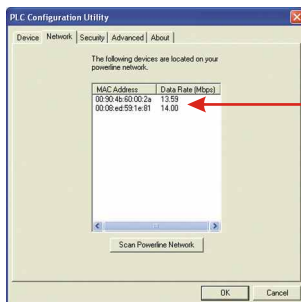 PLC Configuration Utility
Device Network Security Advanced About
The following devices are located on your
powerline network.
MAC Address Data Rate (Mbps)
00:90:4b:60:00:2a 13.59
00:08:ed:59:1e:81 14.00
Scan Powerline Network
OK Cancel